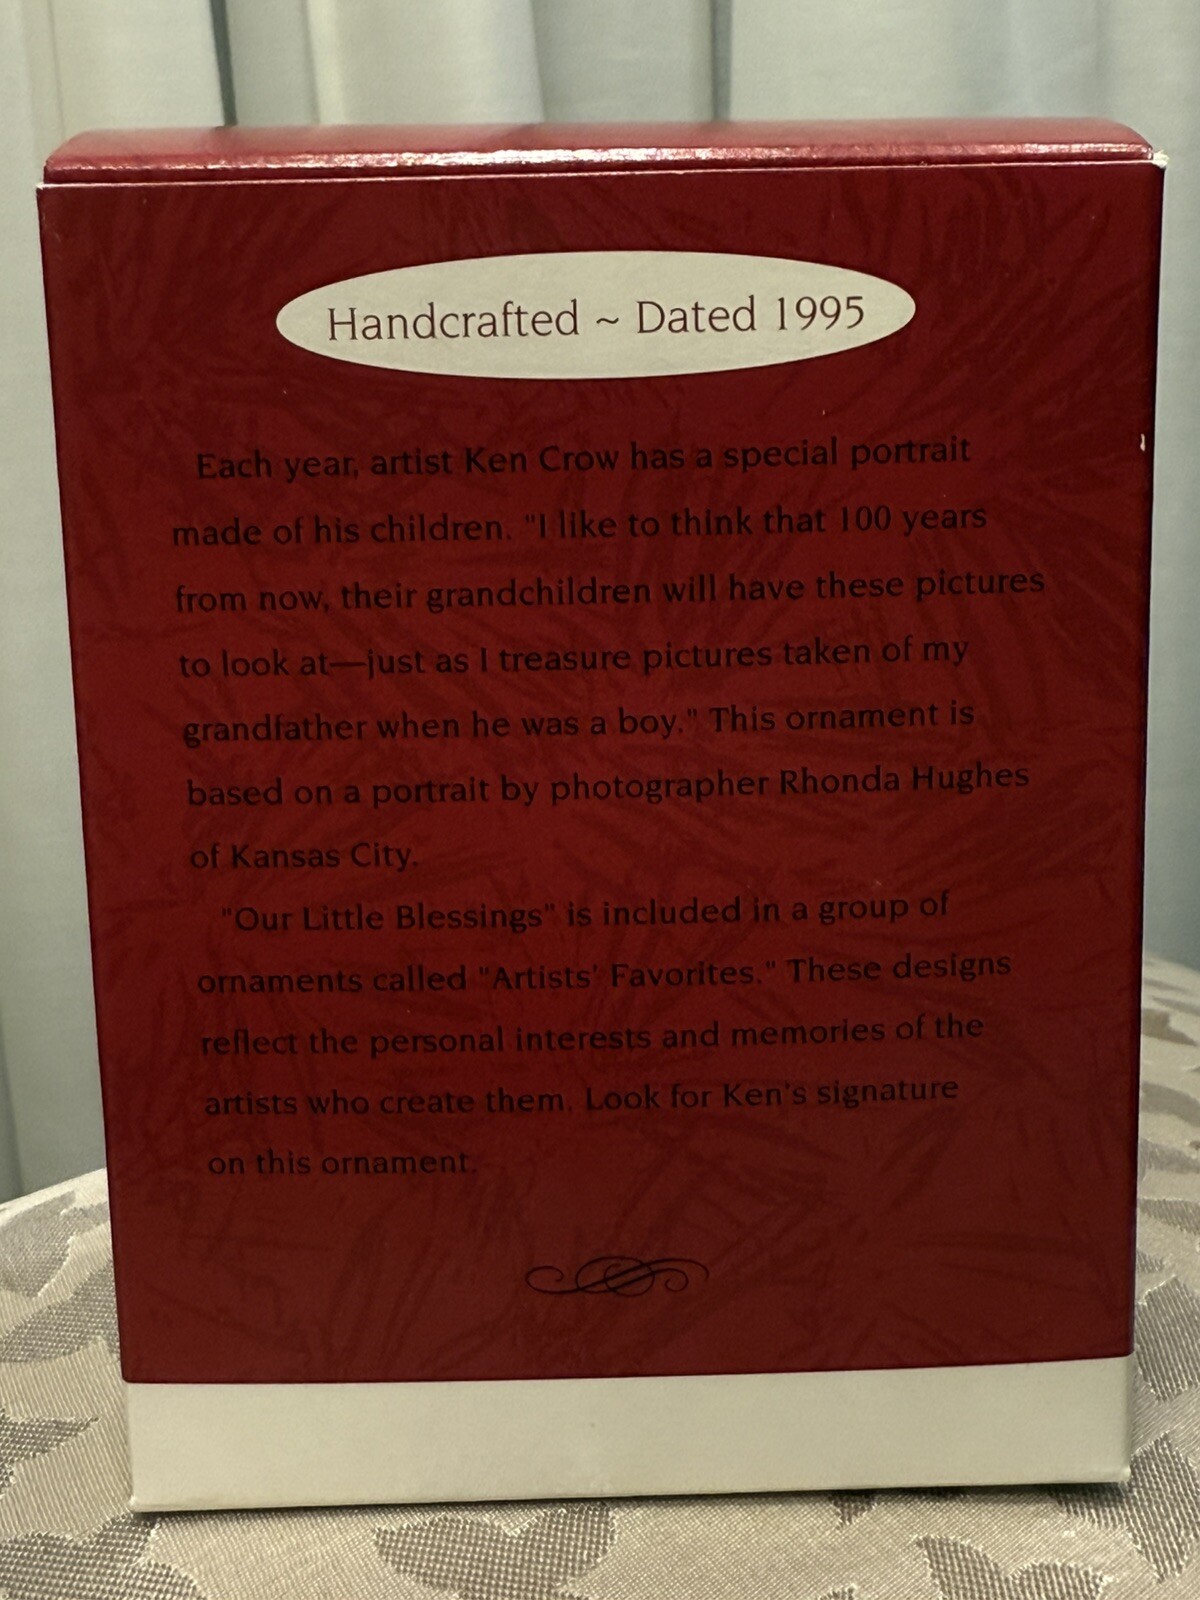 Handcrafted ~ Dated 1995
Each year, artist Ken Crow has a special portrait
made of his children. "I like to think that 100 years
from now, their grandchildren will have these pictures
to look at—just as I treasure pictures taken of my
grandfather when he was a boy." This ornament is
based on a portrait by photographer Rhonda Hughes
of Kansas City.
"Our Little Blessings" is included in a group of
ornaments called "Artists' Favorites." These designs
reflect the personal interests and memories of the
artists who create them. Look for Ken's signature
on this ornament.